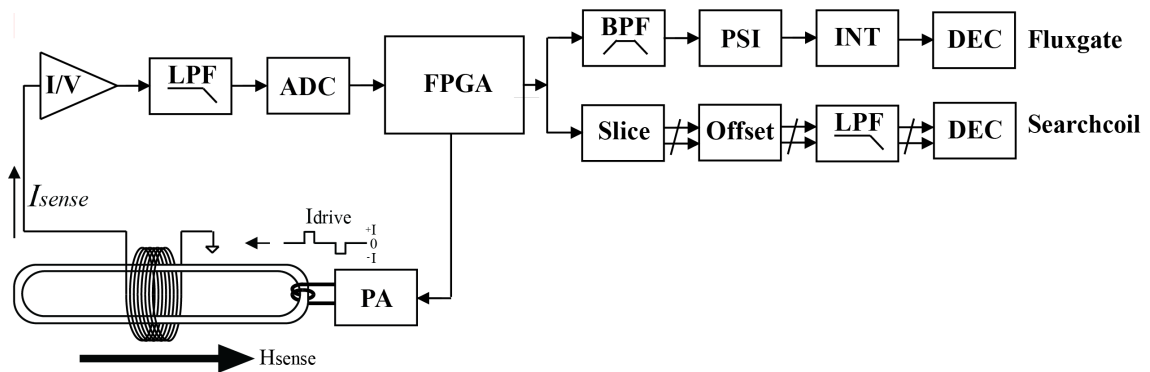 BPF
PSI
INT
DEC
Fluxgate
I/V
LPF
ADC
FPGA
Slice
Offset
LPF
DEC
Searchcoil
Isense
Idrive
+I
0
-I
PA
Hsense